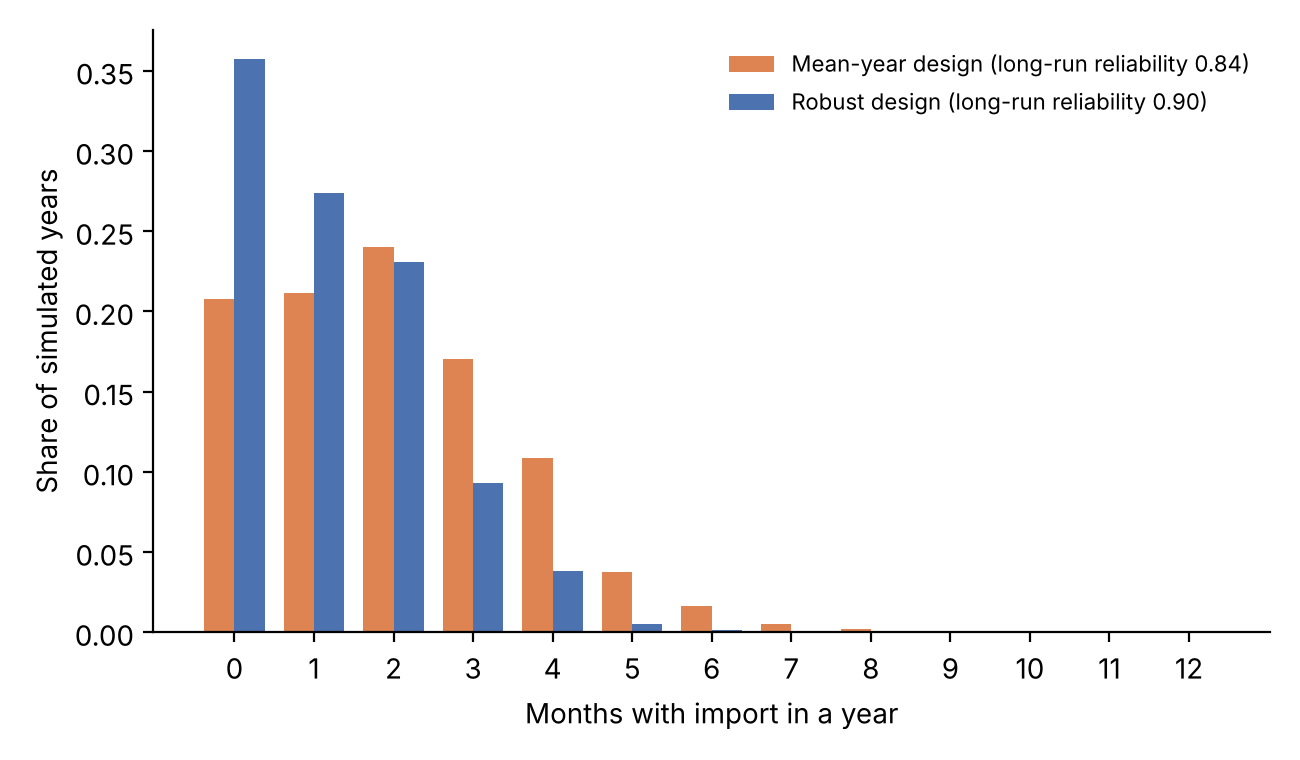 Mean-year design (long-run reliability 0.84)
Robust design (long-run reliability 0.90)
Share of simulated years
0.35
0.30
0.25
0.20
0.15
0.10
0.05
0.00
0 1 2 3 4 5 6 7 8 9 10 11 12
Months with import in a year